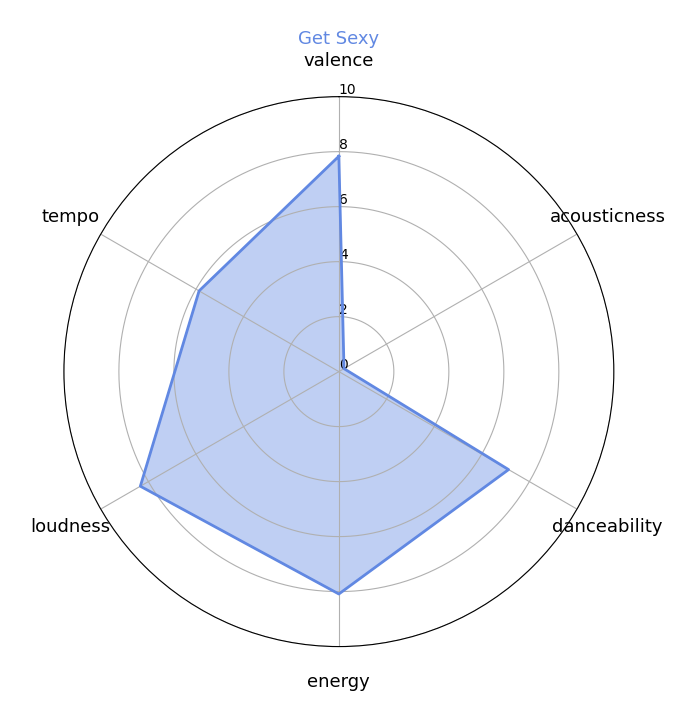 Get Sexy
valence
10
8
tempo
acousticness
6
4
2
0
loudness
danceability
energy